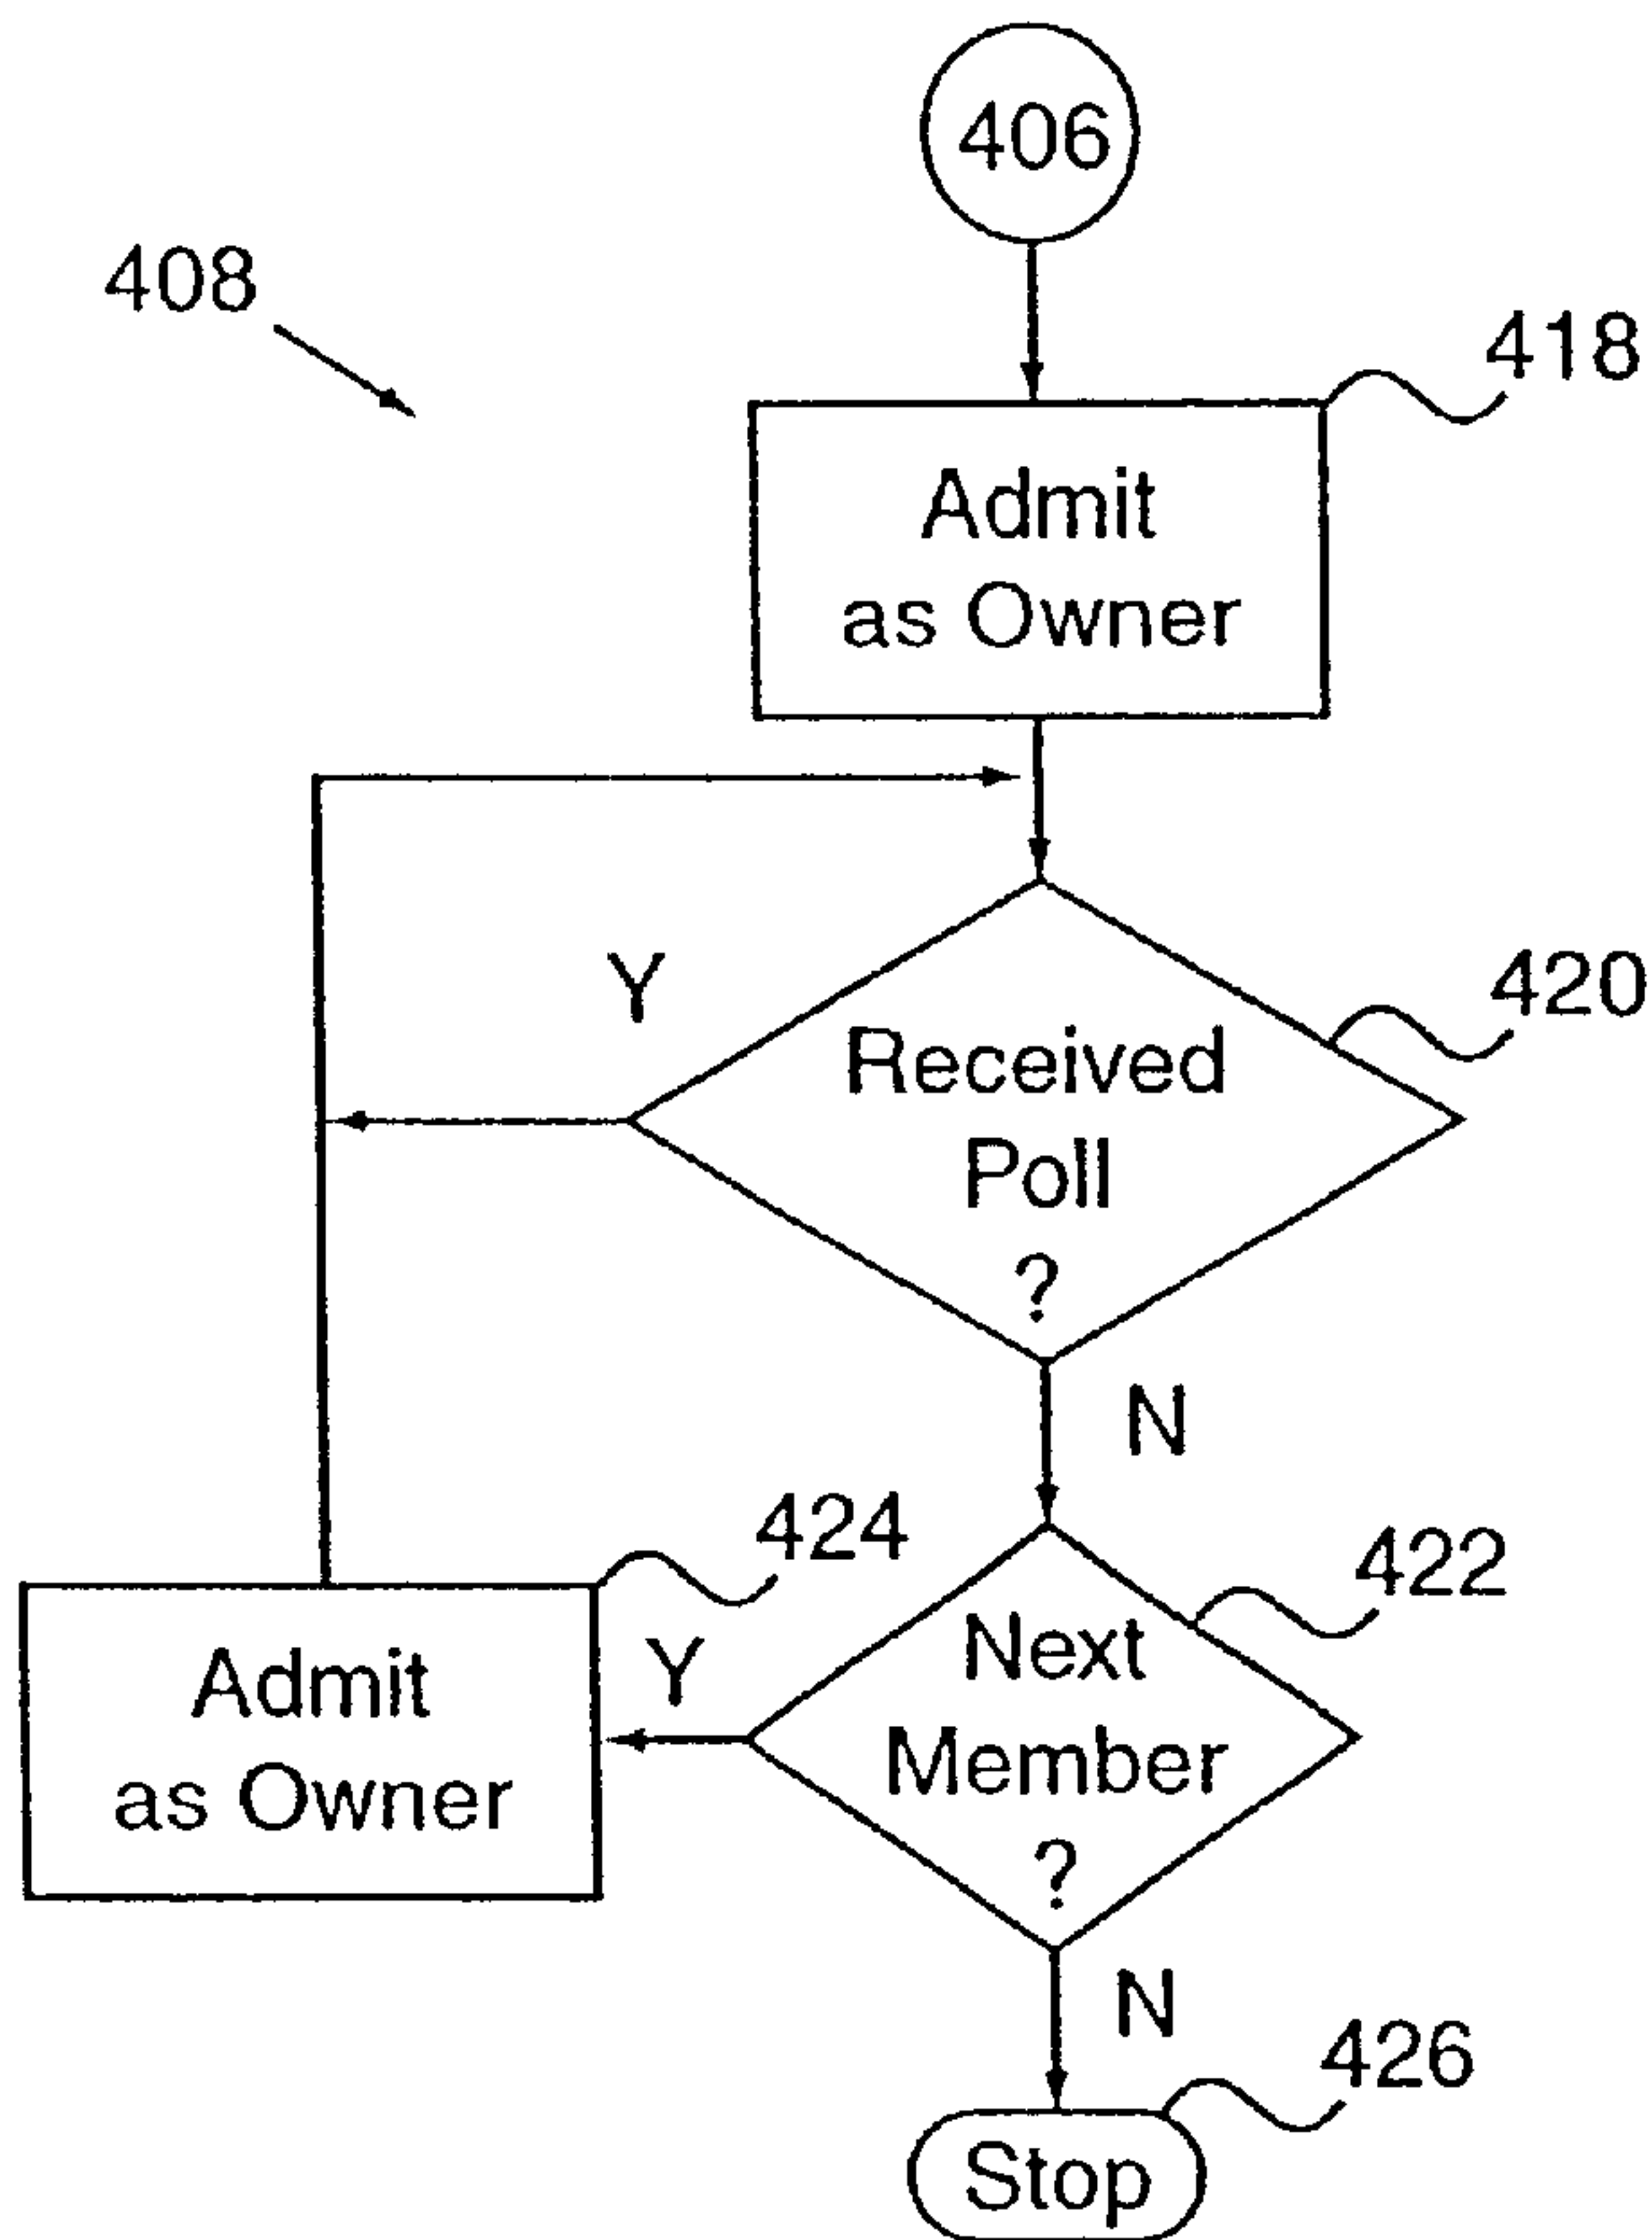 406
408
418
Admit
as Owner
Y
420
Received
Poll
?
N
424
422
Admit
as Owner
Y
Next
Member
?
N
426
Stop